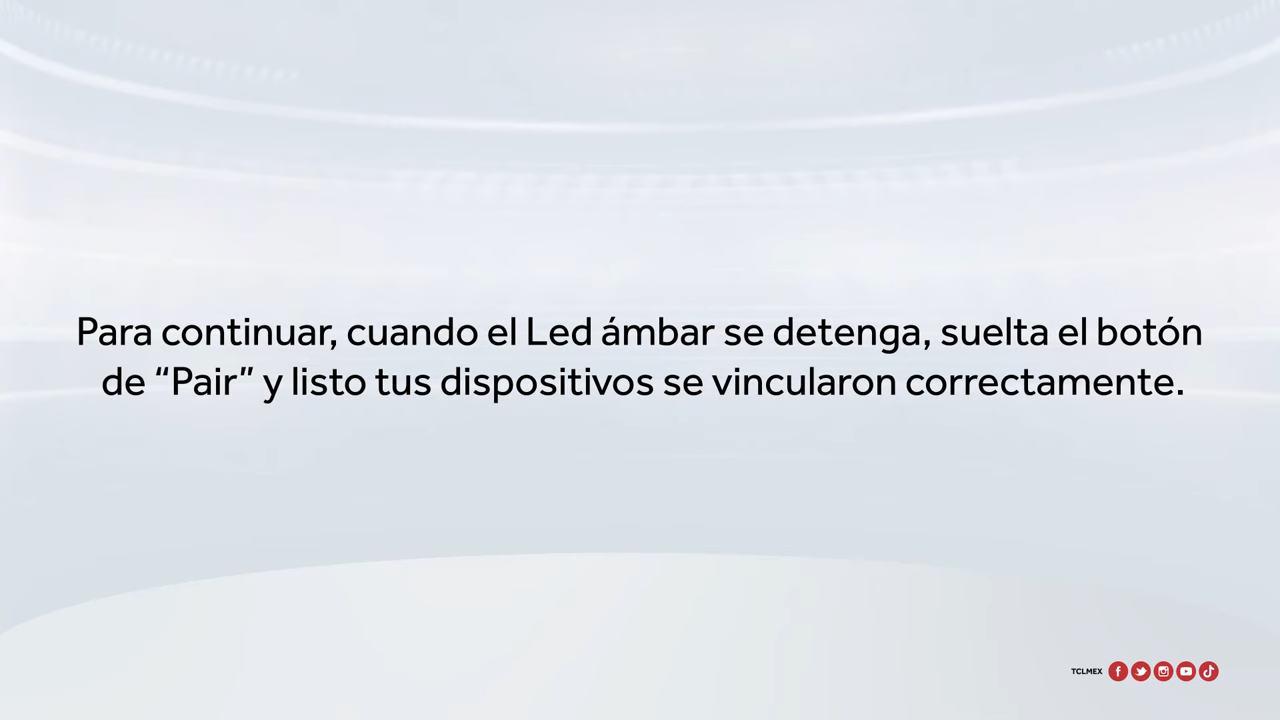 Para continuar, cuando el Led ámbar se detenga, suelta el botón
de “Pair” y listo tus dispositivos se vincularon correctamente.
TCLMEX